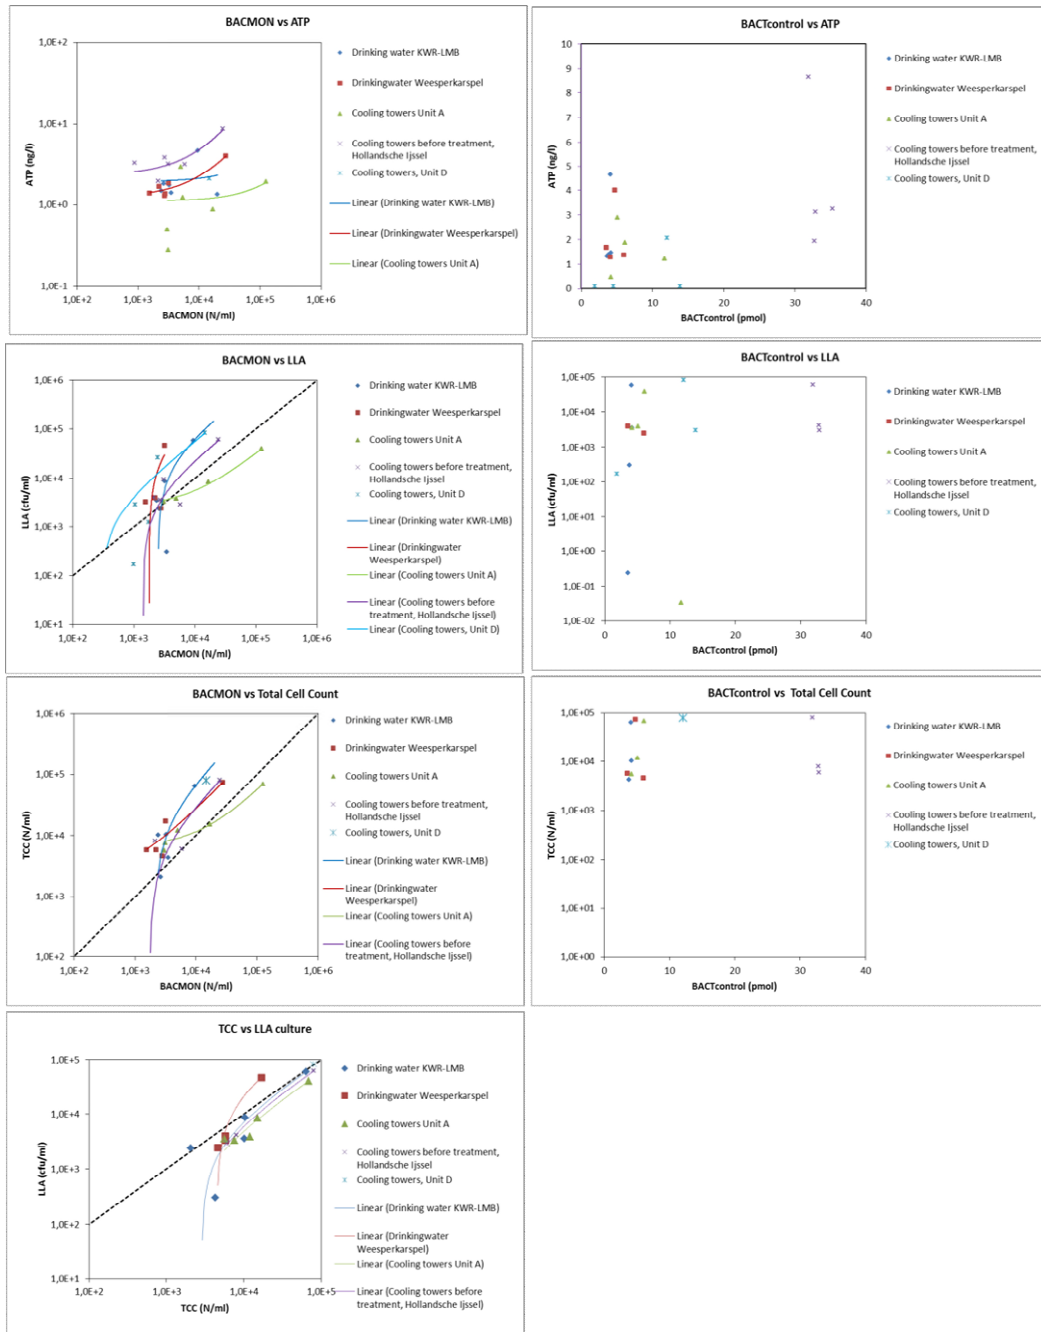 BACMON vs ATP
1,0E+2
1,0E+1
1,0E+0
1,0E-1
ATP (ng/l)
1,0E+2 1,0E+3 1,0E+4 1,0E+5 1,0E+6
BACMON (N/ml)
Drinking water KWR-LMB
Drinkingwater Weesperkarspel
Cooling towers Unit A
Cooling towers before treatment,
Hollandsche Ijssel
Cooling towers, Unit D
Linear (Drinking water KWR-LMB)
Linear (Drinkingwater Weesperkarspel)
Linear (Cooling towers Unit A)
BACTcontrol vs ATP
10
9
8
7
6
5
4
3
2
1
0
ATP (ng/l)
0 10 20 30 40
BACTcontrol (pmol)
Drinking water KWR-LMB
Drinkingwater Weesperkarspel
Cooling towers Unit A
Cooling towers before treatment,
Hollandsche Ijssel
Cooling towers, Unit D
BACMON vs LLA
1,0E+6
1,0E+5
1,0E+4
1,0E+3
1,0E+2
1,0E+1
LLA (cfu/ml)
1,0E+2 1,0E+3 1,0E+4 1,0E+5 1,0E+6
BACMON (N/ml)
Drinking water KWR-LMB
Drinkingwater Weesperkarspel
Cooling towers Unit A
Cooling towers before treatment,
Hollandsche Ijssel
Cooling towers, Unit D
Linear (Drinking water KWR-LMB)
Linear (Drinkingwater
Weesperkarspel)
Linear (Cooling towers Unit A)
Linear (Cooling towers before
treatment, Hollandsche Ijssel)
Linear (Cooling towers, Unit D)
BACTcontrol vs LLA
1,0E+05
1,0E+04
1,0E+03
1,0E+02
1,0E+01
1,0E+00
1,0E-01
1,0E-02
LLA (cfu/ml)
0 10 20 30 40
BACTcontrol (pmol)
Drinking water KWR-LMB
Drinkingwater Weesperkarspel
Cooling towers Unit A
Cooling towers before treatment,
Hollandsche Ijssel
Cooling towers, Unit D
BACMON vs Total Cell Count
1,0E+6
1,0E+5
1,0E+4
1,0E+3
1,0E+2
TCC (N/ml)
1,0E+2 1,0E+3 1,0E+4 1,0E+5 1,0E+6
BACMON (N/ml)
Drinking water KWR-LMB
Drinkingwater Weesperkarspel
Cooling towers Unit A
Cooling towers before treatment,
Hollandsche Ijssel
Cooling towers, Unit D
Linear (Drinking water KWR-LMB)
Linear (Drinkingwater
Weesperkarspel)
Linear (Cooling towers Unit A)
Linear (Cooling towers before
treatment, Hollandsche Ijssel)
BACTcontrol vs Total Cell Count
1,0E+05
1,0E+04
1,0E+03
1,0E+02
1,0E+01
1,0E+00
TCC(N/ml)
0 10 20 30 40
BACTcontrol (pmol)
Drinking water KWR-LMB
Drinkingwater Weesperkarspel
Cooling towers Unit A
Cooling towers before treatment,
Hollandsche Ijssel
Cooling towers, Unit D
TCC vs LLA culture
1,0E+5
1,0E+4
1,0E+3
1,0E+2
1,0E+1
LLA (cfu/ml)
1,0E+2 1,0E+3 1,0E+4 1,0E+5
TCC (N/ml)
Drinking water KWR-LMB
Drinkingwater Weesperkarspel
Cooling towers Unit A
Cooling towers before treatment,
Hollandsche Ijssel
Cooling towers, Unit D
Linear (Drinking water KWR-LMB)
Linear (Drinkingwater
Weesperkarspel)
Linear (Cooling towers Unit A)
Linear (Cooling towers before
treatment, Hollandsche Ijssel)